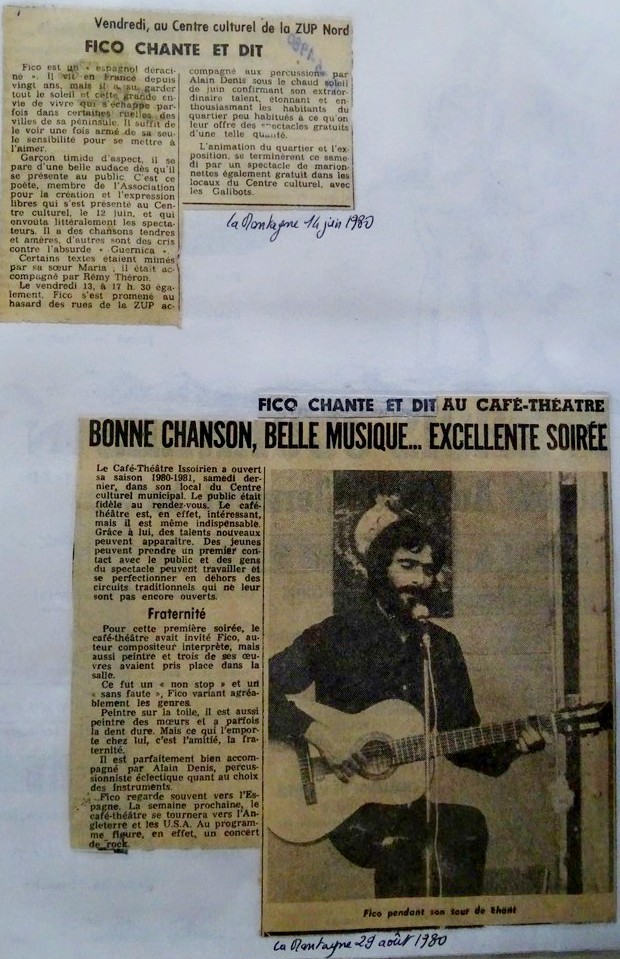 Vendredi, au Centre culturel de la ZUP Nord
FICO CHANTE ET DIT
Fico est un « espagnol déraci-
né ». Il vit en France depuis
vingt ans, mais il a su garder
tout le soleil et cette grande en-
vie de vivre qui s'échappe par-
fois dans certaines ruelles des
villes de sa péninsule. Il suffit de
le voir une fois armé de sa seu-
le sensibilité pour se mettre à
l'aimer.
Garçon timide d'aspect, il se
pare d'une belle audace dès qu'il
se présente au public. C'est ce
poète, membre de l'Association
pour la création et l'expression
libres qui s'est présenté au Cen-
tre culturel, le 12 juin, et qui
envoûta littéralement les specta-
teurs. Il a des chansons tendres
et amères, d'autres sont des cris
contre l'absurde « Guernica ».
Certains textes étaient mimés
par sa sœur Maria ; il était ac-
compagné par Rémy Théron.
Le vendredi 13, à 17 h. 30 éga-
lement, Fico s'est promené au
hasard des rues de la ZUP ac-
compagné aux percussions par
Alain Denis sous le chaud soleil
de juin confirmant son extraor-
dinaire talent, étonnant et en-
thousiasmant les habitants du
quartier peu habitués à ce qu'on
leur offre des spectacles gratuits
d'une telle qualité.
L'animation du quartier et l'ex-
position, se terminèrent ce same-
di par un spectacle de marion-
nettes également gratuit dans les
locaux du Centre culturel, avec
les Galibots.
La Montagne 14 juin 1980
FICO CHANTE ET DIT AU CAFÉ-THÉATRE
BONNE CHANSON, BELLE MUSIQUE... EXCELLENTE SOIRÉE
Le Café-Théâtre Issoirien a ouvert
sa saison 1980-1981, samedi der-
nier, dans son local du Centre
culturel municipal. Le public était
fidèle au rendez-vous. Le café-
théâtre est, en effet, intéressant,
mais il est même indispensable.
Grâce à lui, des talents nouveaux
peuvent apparaître. Des jeunes
peuvent prendre un premier con-
tact avec le public et des gens
du spectacle peuvent travailler et
se perfectionner en déhors des
circuits traditionnels qui ne leur
sont pas encore ouverts.
Fraternité
Pour cette première soirée, le
café-théâtre avait invité Fico, au-
teur compositeur interprète, mais
aussi peintre et trois de ses œu-
vres avaient pris place dans la
salle.
Ce fut un « non stop » et un
« sans faute », Fico variant agréa-
blement les genres.
Peintre sur la toile, il est aussi
peintre des mœurs et a parfois
la dent dure. Mais ce qui l'empor-
te chez lui, c'est l'amitié, la fra-
ternité.
Il est parfaitement bien accom-
pagné par Alain Denis, percus-
sionniste éclectique quant au choix
des instruments.
Fico regarde souvent vers l'Es-
pagne. La semaine prochaine, le
café-théâtre se tournera vers l'An-
gleterre et les U.S.A. Au program-
me figure, en effet, un concert
de rock.
Fico pendant son tour de chant
La Montagne 29 août 1980